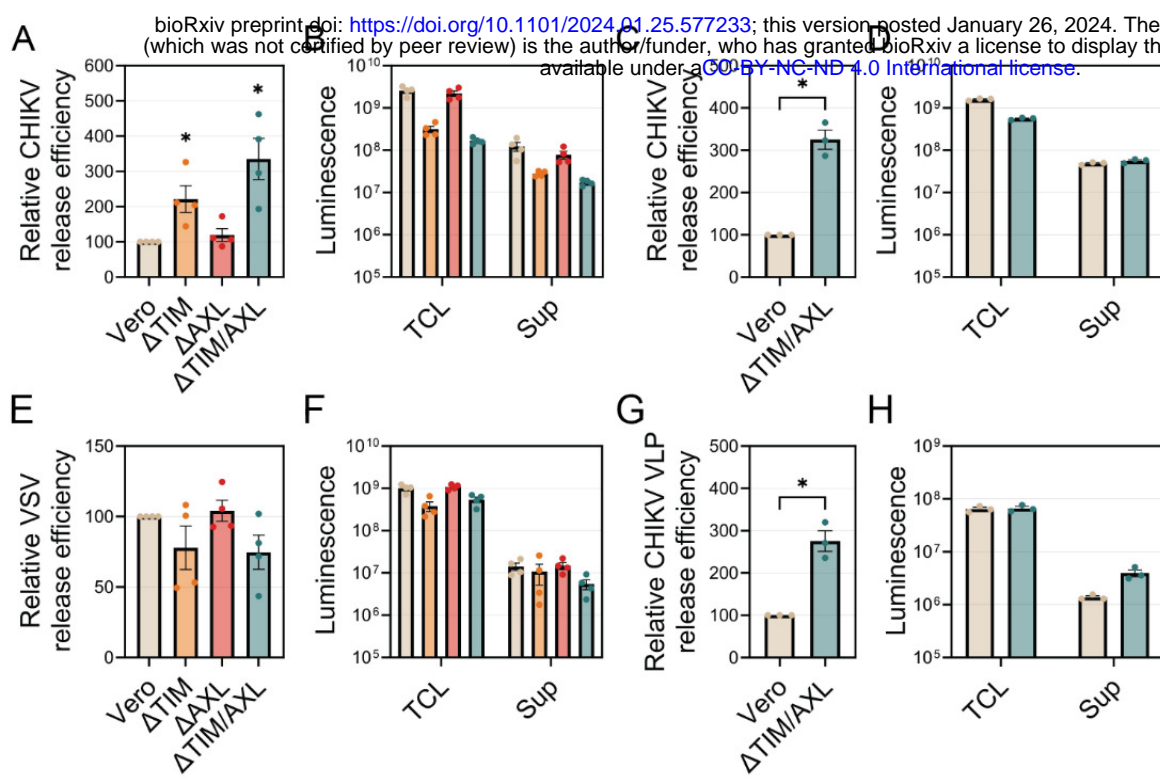 bioRxiv preprint doi: https://doi.org/10.1101/2024.01.25.577233; this version posted January 26, 2024. The
(which was not certified by peer review) is the author/funder, who has granted bioRxiv a license to display th
available under aCC-BY-NC-ND 4.0 International license.
A
Relative CHIKV
release efficiency
600
500
400
300
200
100
0
*
*
Vero
ΔTIM
ΔAXL
ΔTIM/AXL
B
Luminescence
10¹⁰
10⁹
10⁸
10⁷
10⁶
10⁵
TCL
Sup
C
Relative CHIKV
release efficiency
500
400
300
200
100
0
*
Vero
ΔTIM/AXL
D
Luminescence
10¹⁰
10⁹
10⁸
10⁷
10⁶
10⁵
TCL
Sup
E
Relative VSV
release efficiency
150
100
50
0
Vero
ΔTIM
ΔAXL
ΔTIM/AXL
F
Luminescence
10¹⁰
10⁹
10⁸
10⁷
10⁶
10⁵
TCL
Sup
G
Relative CHIKV VLP
release efficiency
500
400
300
200
100
0
*
Vero
ΔTIM/AXL
H
Luminescence
10⁹
10⁸
10⁷
10⁶
10⁵
TCL
Sup